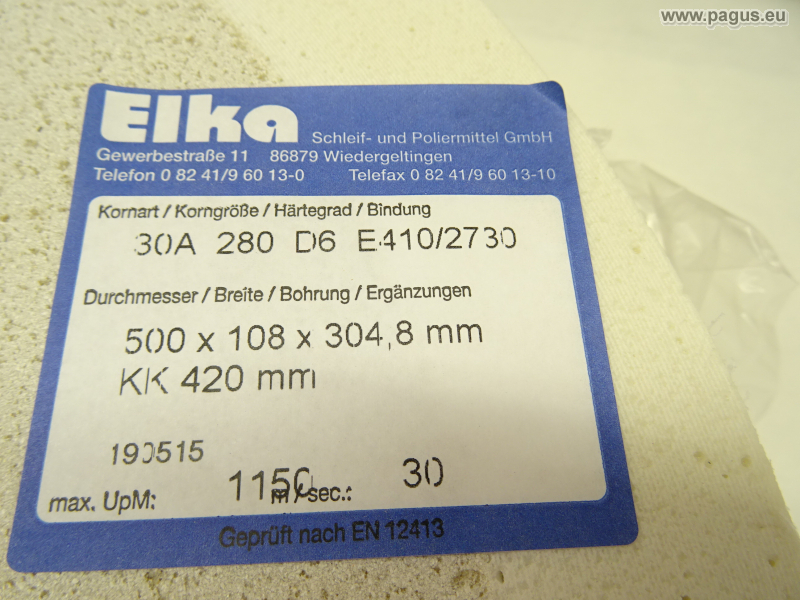 www.pagus.eu
Elka Schleif- und Poliermittel GmbH
Gewerbestraße 11 86879 Wiedergeltingen
Telefon 0 82 41/9 60 13-0 Telefax 0 82 41/9 60 13-10
Kornart / Korngröße / Härtegrad / Bindung
30A 280 D6 E410/2730
Durchmesser / Breite / Bohrung / Ergänzungen
500 x 108 x 304,8 mm
KK 420 mm
190515
max. UpM: 1150 m / sec.: 30
Geprüft nach EN 12413